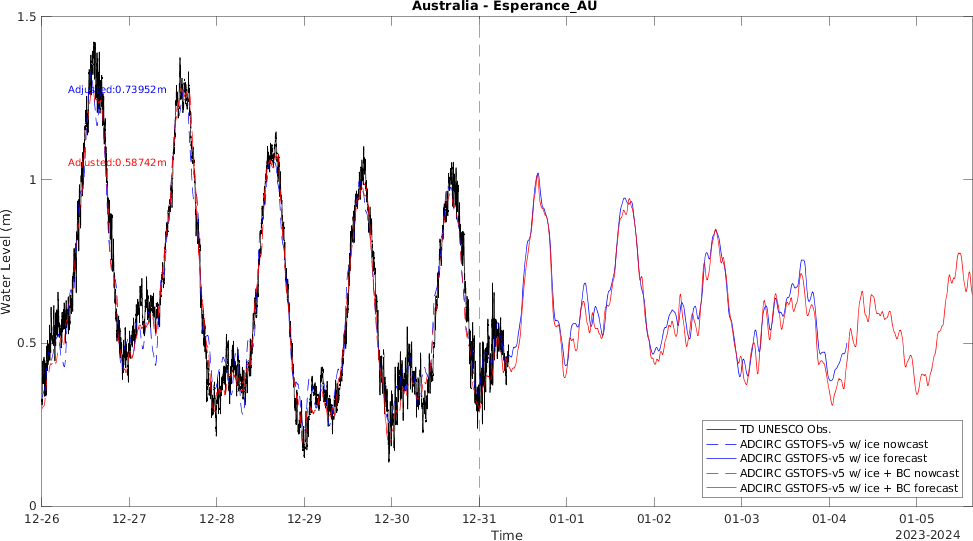 Australia - Esperance_AU
1.5
Adjusted:0.73952m
Adjusted:0.58742m
1
Water Level (m)
0.5
0
TD UNESCO Obs.
ADCIRC GSTOFS-v5 w/ ice nowcast
ADCIRC GSTOFS-v5 w/ ice forecast
ADCIRC GSTOFS-v5 w/ ice + BC nowcast
ADCIRC GSTOFS-v5 w/ ice + BC forecast
12-26 12-27 12-28 12-29 12-30 12-31 01-01 01-02 01-03 01-04 01-05
Time
2023-2024